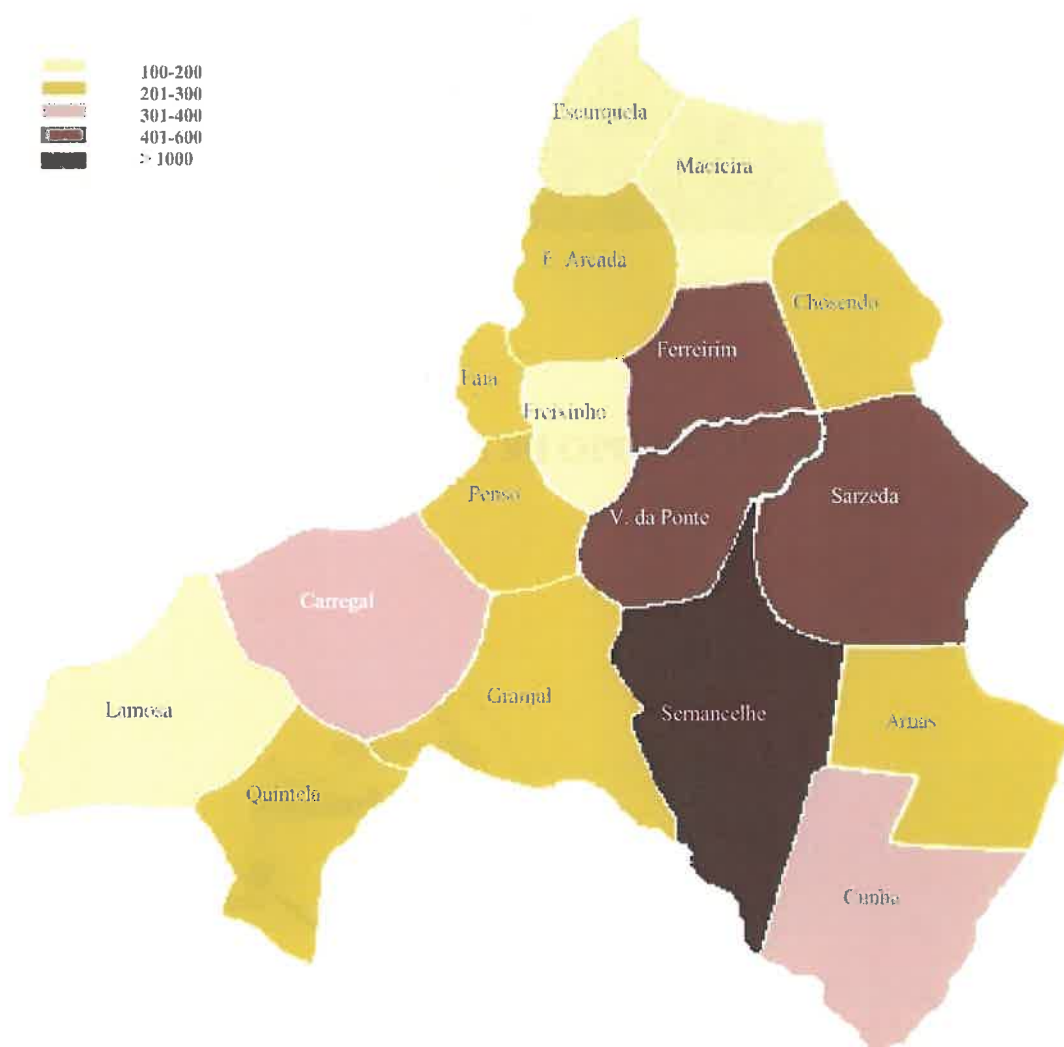 100-200
201-300
301-400
401-600
> 1000
Escurquela
Macieira
F. Arcada
Chosendo
Ferreirim
Faia
Freixinho
Penso
Sarzeda
V. da Ponte
Carregal
Granjal
Lamosa
Sernancelhe
Arnas
Quintela
Cunha